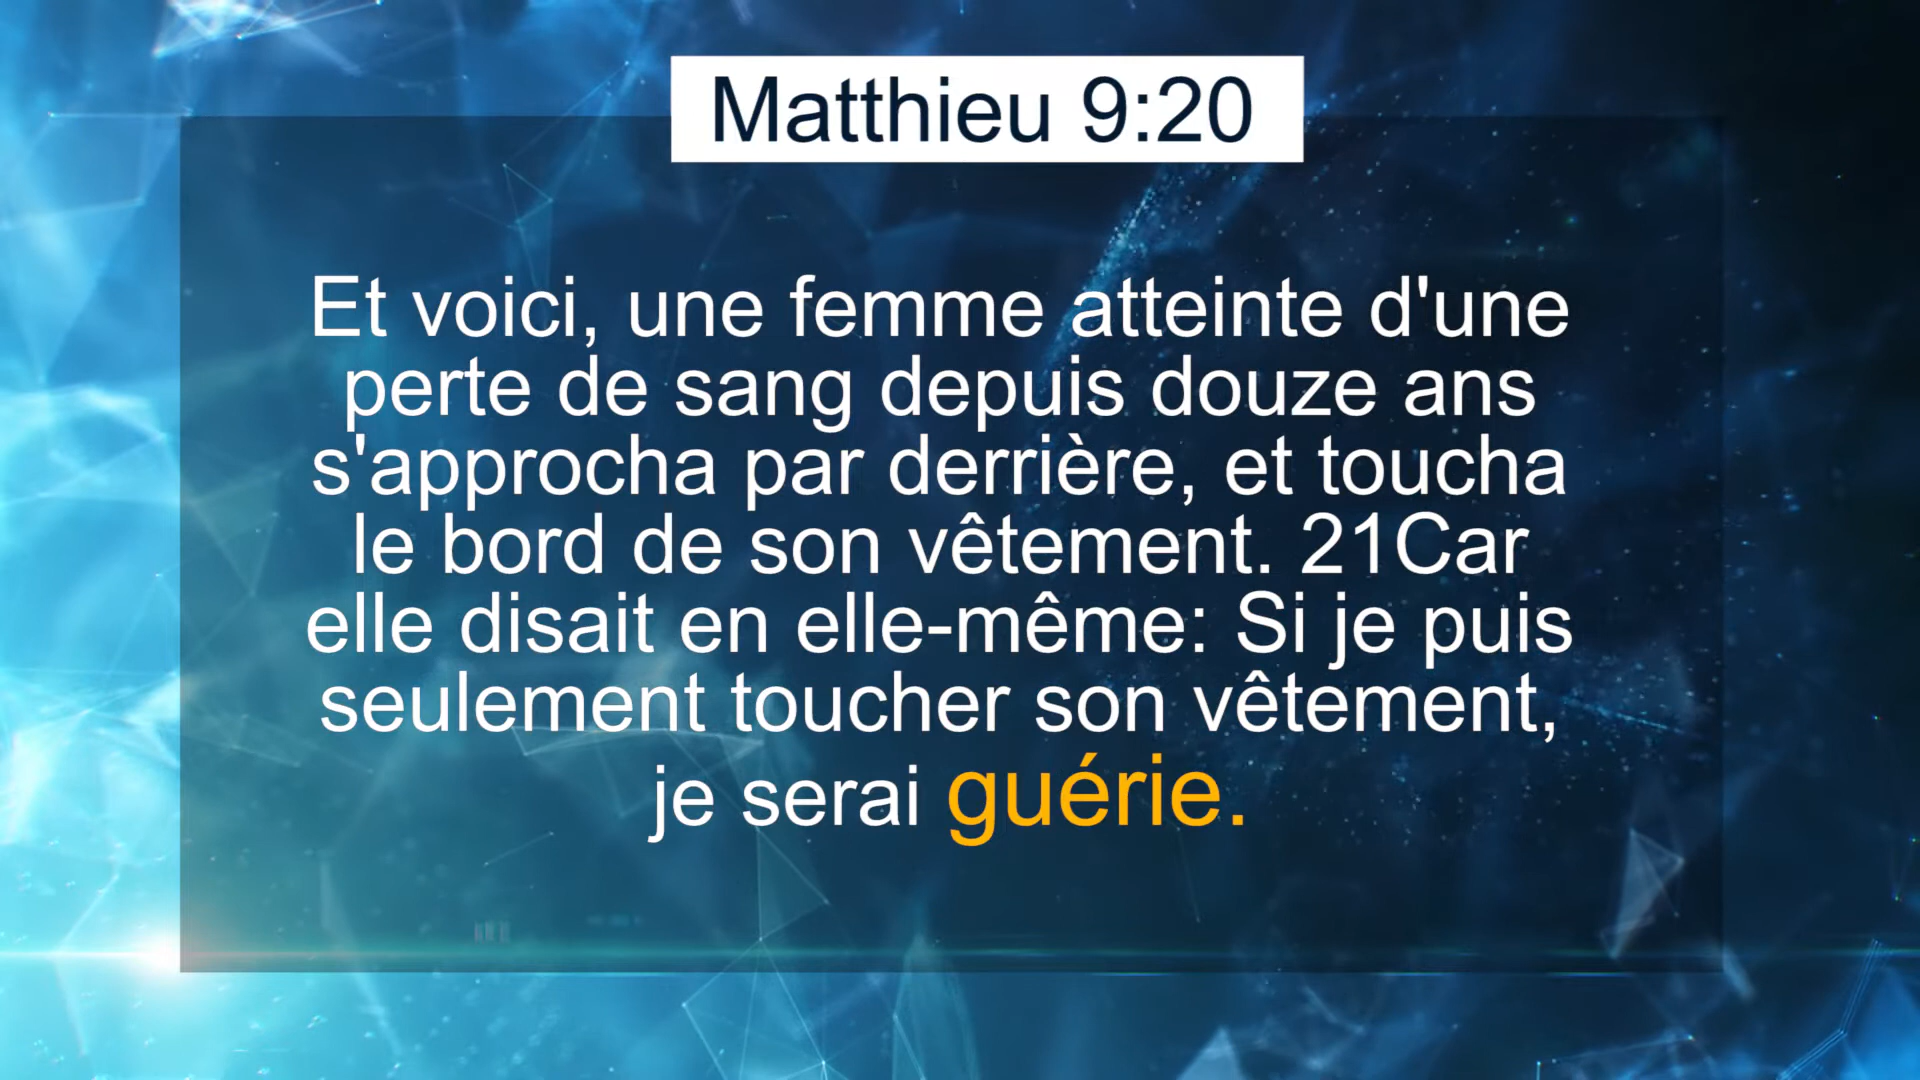 Matthieu 9:20
Et voici, une femme atteinte d'une
perte de sang depuis douze ans
s'approcha par derrière, et toucha
le bord de son vêtement. 21Car
elle disait en elle-même: Si je puis
seulement toucher son vêtement,
je serai guérie.